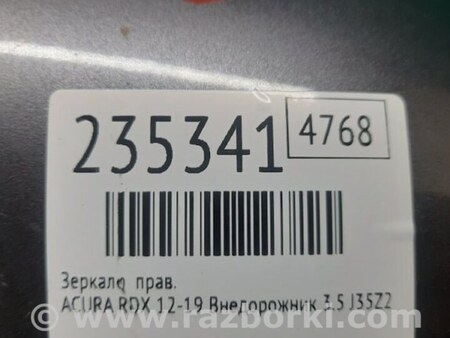 235341 4768
Зеркало прав.
ACURA RDX 12-19 Внедорожник 3.5 J35Z2
www.razborki.com